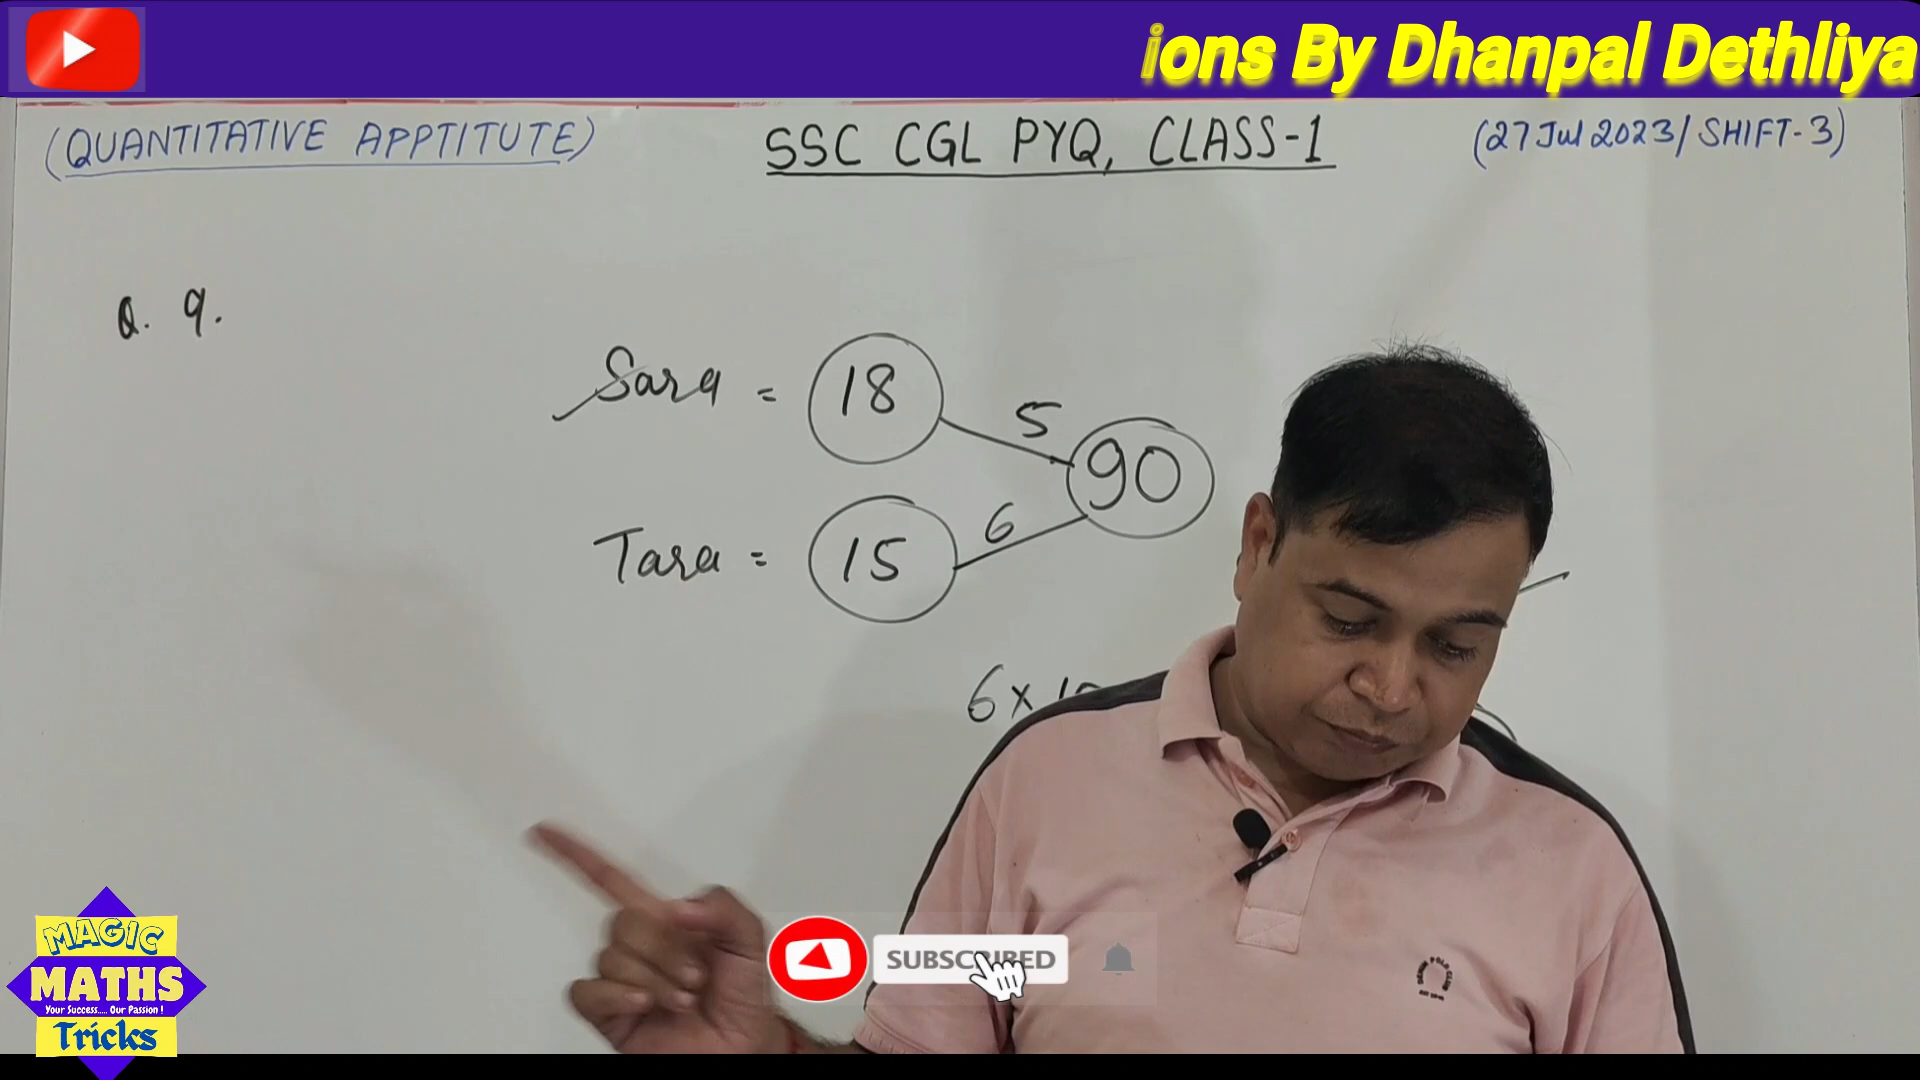 ions By Dhanpal Dethliya
(QUANTITATIVE APPTITUTE)
SSC CGL PYQ, CLASS-1
(27 Jul 2023/ SHIFT-3)
Q. 9.
Sara = 18
5
90
Tara = 15
6
6x
SUBSCRIBED
MAGIC
MATHS
Your Success..... Our Passion !
Tricks